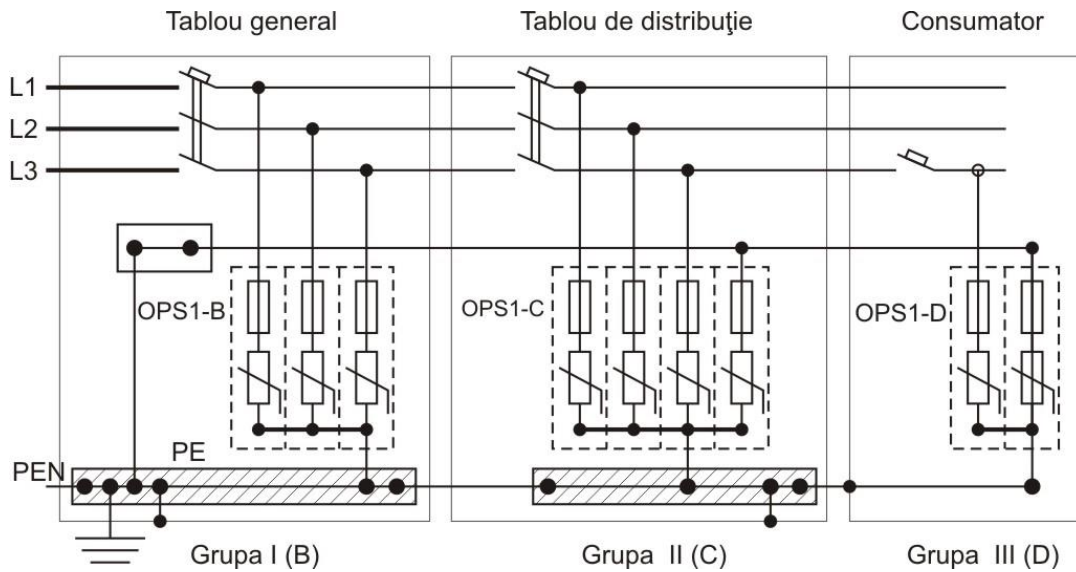 Tablou general
Tablou de distribuţie
Consumator
L1
L2
L3
OPS1-B
OPS1-C
OPS1-D
PE
PEN
Grupa I (B)
Grupa II (C)
Grupa III (D)